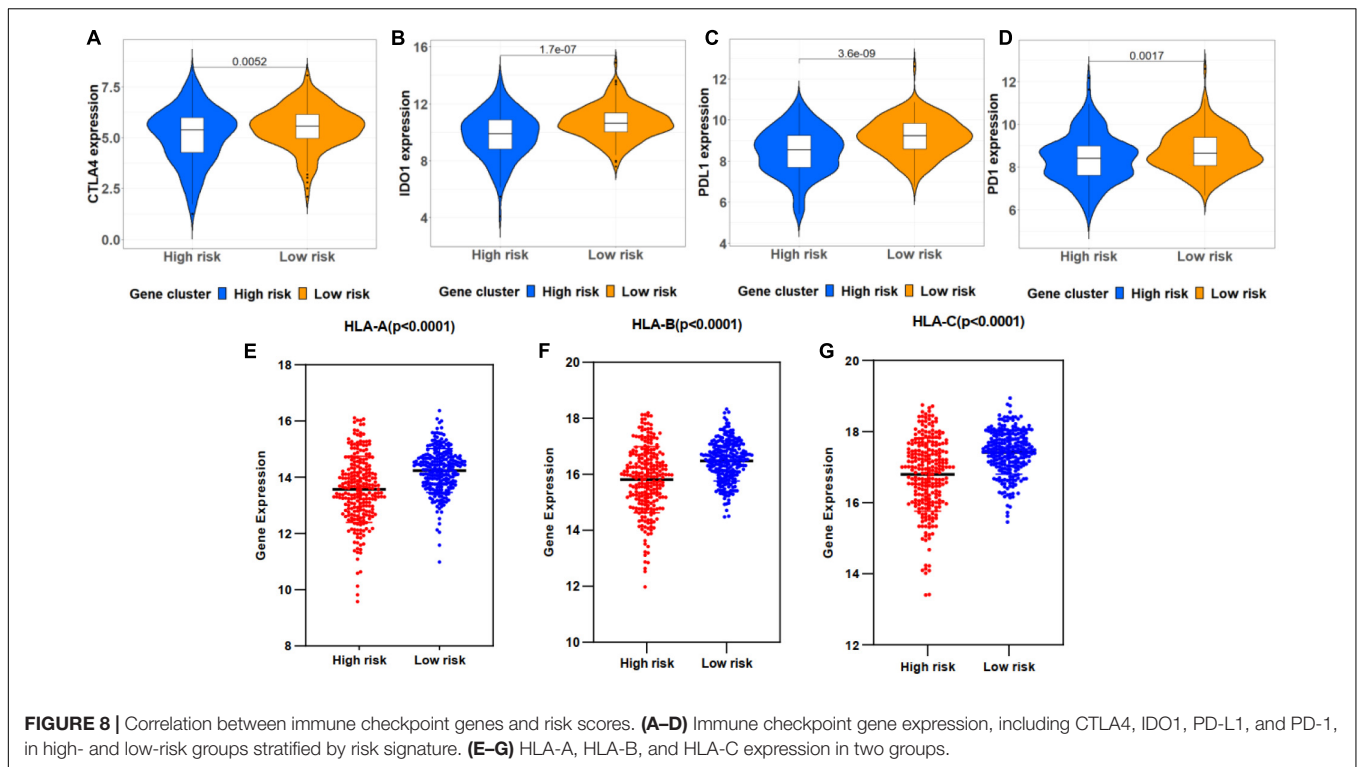 A
B
C
D
0.0052
1.7e-07
3.6e-09
0.0017
CTLA4 expression
7.5
5.0
2.5
0.0
High risk
Low risk
IDO1 expression
16
12
8
4
High risk
Low risk
PDL1 expression
12
10
8
6
4
High risk
Low risk
PD1 expression
12
10
8
6
High risk
Low risk
Gene cluster High risk Low risk
Gene cluster High risk Low risk
Gene cluster High risk Low risk
Gene cluster High risk Low risk
HLA-A(p<0.0001)
HLA-B(p<0.0001)
HLA-C(p<0.0001)
E
F
G
Gene Expression
18
16
14
12
10
8
High risk
Low risk
Gene Expression
20
18
16
14
12
10
High risk
Low risk
Gene Expression
20
18
16
14
12
High risk
Low risk
FIGURE 8 | Correlation between immune checkpoint genes and risk scores. (A–D) Immune checkpoint gene expression, including CTLA4, IDO1, PD-L1, and PD-1,
in high- and low-risk groups stratified by risk signature. (E–G) HLA-A, HLA-B, and HLA-C expression in two groups.